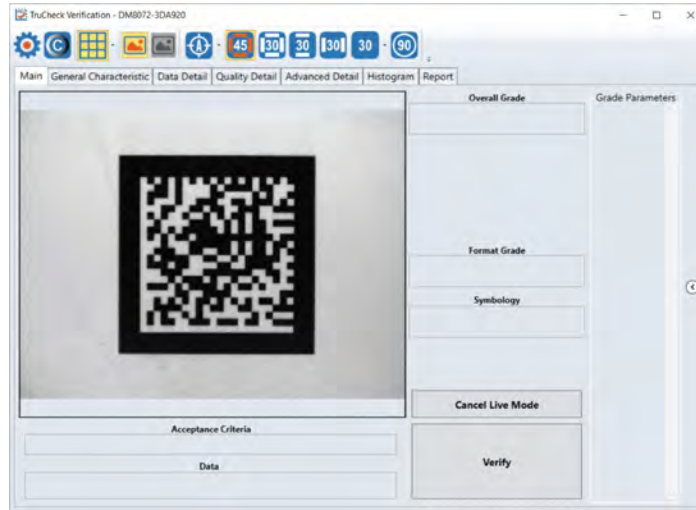 TruCheck Verification - DM8072-3DA920
C 45 30 30 30 30 90
Main General Characteristic Data Detail Quality Detail Advanced Detail Histogram Report
Overall Grade
Grade Parameters
Format Grade
Symbology
Cancel Live Mode
Acceptance Criteria
Data
Verify